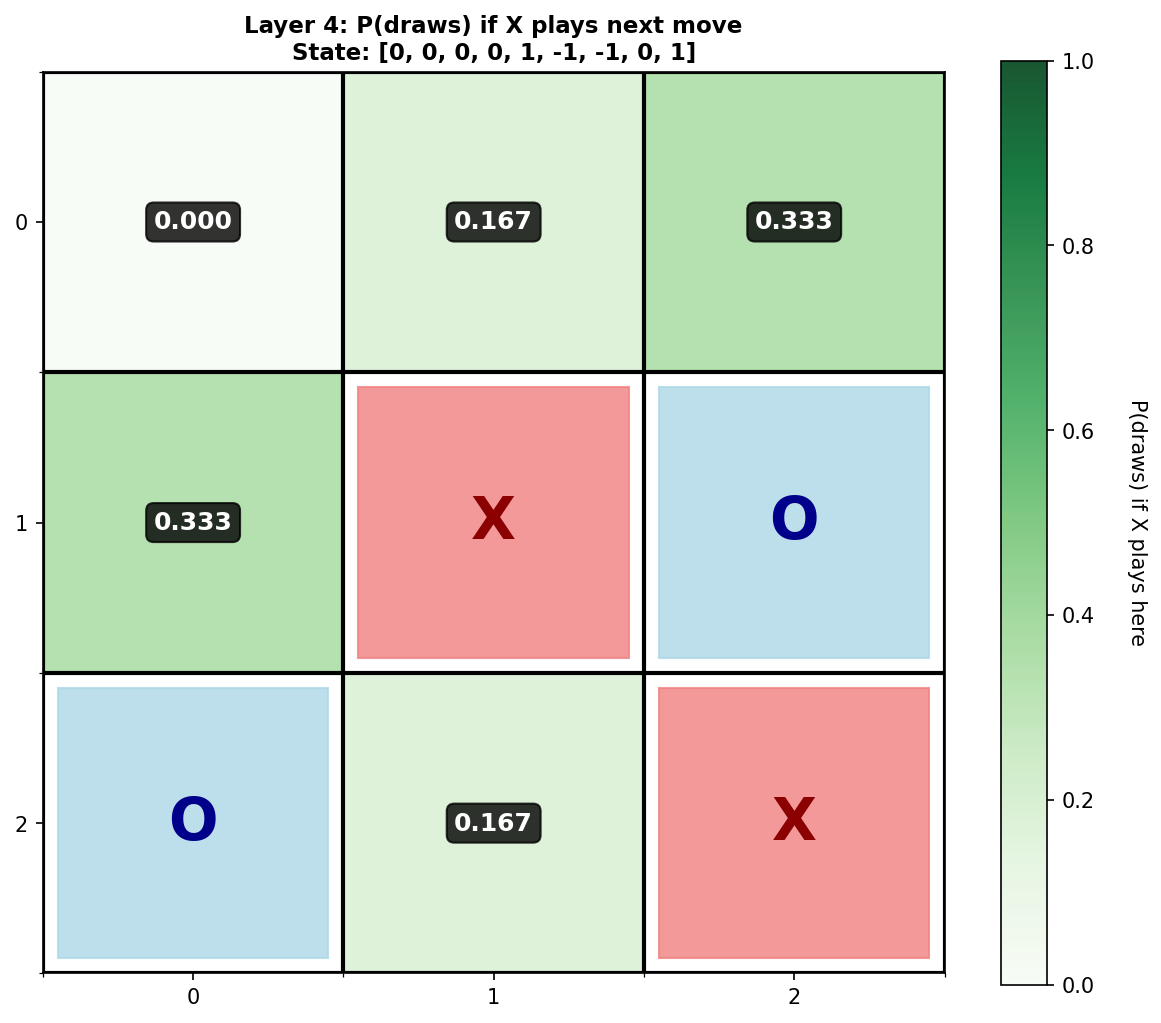 Layer 4: P(draws) if X plays next move
State: [0, 0, 0, 0, 1, -1, -1, 0, 1]
0.000
0.167
0.333
0.333
X
O
O
0.167
X
0
1
2
0
1
2
1.0
0.8
0.6
0.4
0.2
0.0
P(draws) if X plays here